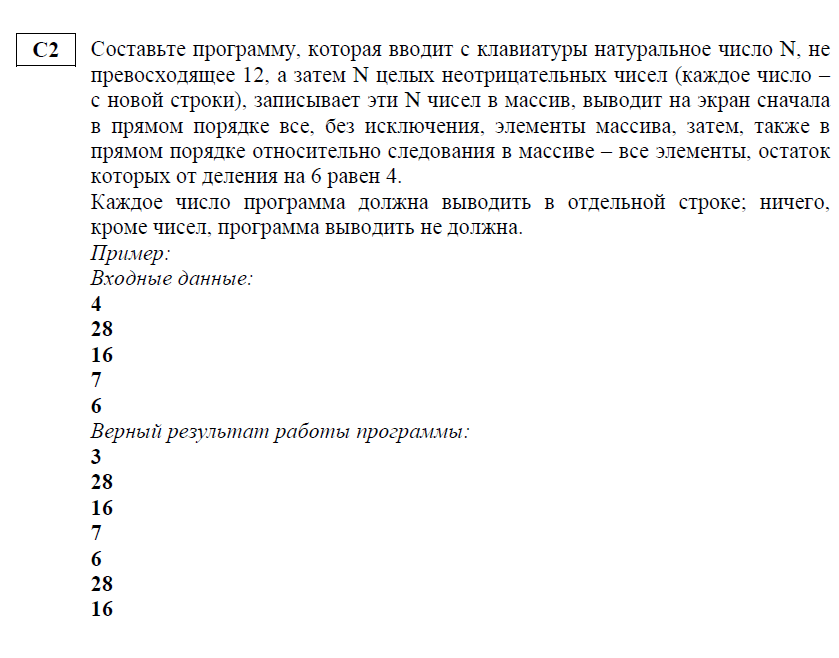 С2 Составьте программу, которая вводит с клавиатуры натуральное число N, не
превосходящее 12, а затем N целых неотрицательных чисел (каждое число –
с новой строки), записывает эти N чисел в массив, выводит на экран сначала
в прямом порядке все, без исключения, элементы массива, затем, также в
прямом порядке относительно следования в массиве – все элементы, остаток
которых от деления на 6 равен 4.
Каждое число программа должна выводить в отдельной строке; ничего,
кроме чисел, программа выводить не должна.
Пример:
Входные данные:
4
28
16
7
6
Верный результат работы программы:
3
28
16
7
6
28
16